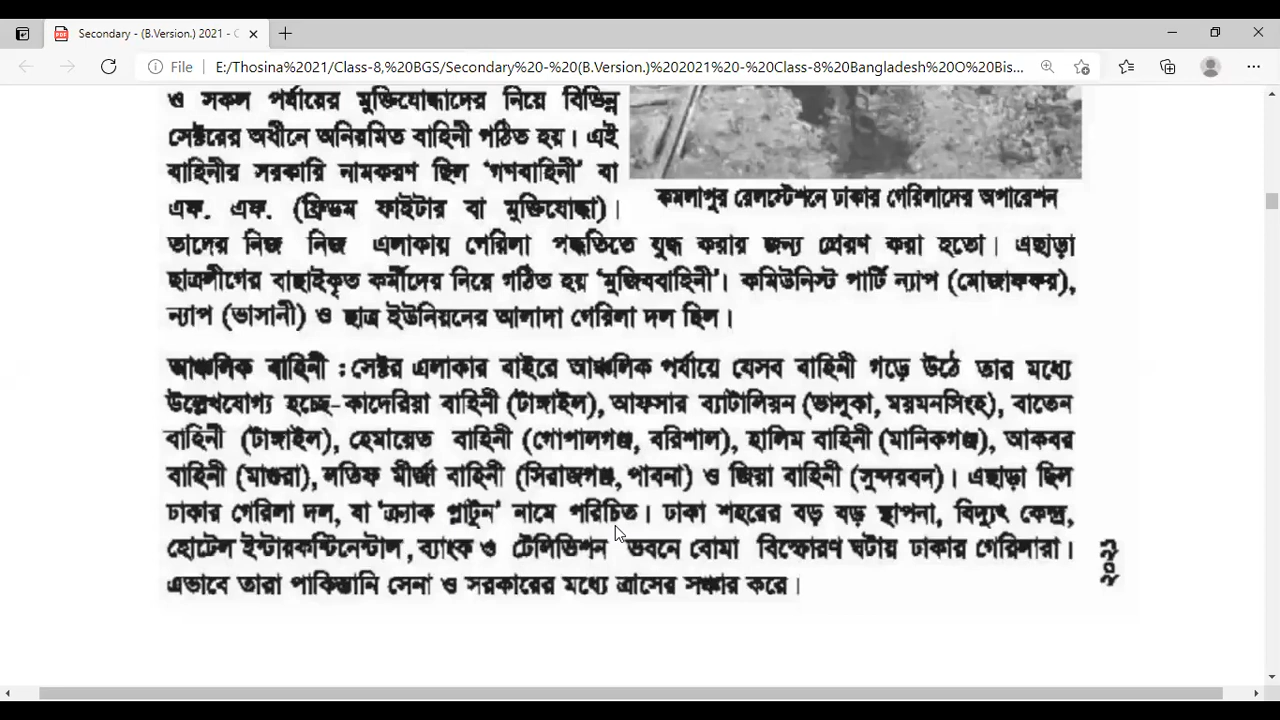 Secondary - (B.Version.) 2021 - C
File E:/Thosina%2021/Class-8,%20BGS/Secondary%20-%20(B.Version.)%202021%20-%20Class-8%20Bangladesh%20O%20Bis...
ও সকল পর্যায়ের মুক্তিযোদ্ধাদের নিয়ে বিভিন্ন
সেক্টরের অধীনে অনিয়মিত বাহিনী গঠিত হয়। এই
বাহিনীর সরকারি নামকরণ ছিল ‘গণবাহিনী’ বা
এফ. এফ. (ফ্রিডম ফাইটার বা মুক্তিযোদ্ধা)।
কমলাপুর রেলস্টেশনে ঢাকার গেরিলাদের অপারেশন
তাদের নিজ নিজ এলাকায় গেরিলা পদ্ধতিতে যুদ্ধ করার জন্য প্রেরণ করা হতো। এছাড়া
ছাত্রলীগের বাছাইকৃত কর্মীদের নিয়ে গঠিত হয় ‘মুজিববাহিনী’। কমিউনিস্ট পার্টি ন্যাপ (মোজাফফর),
ন্যাপ (ভাসানী) ও ছাত্র ইউনিয়নের আলাদা গেরিলা দল ছিল।
আঞ্চলিক বাহিনী : সেক্টর এলাকার বাইরে আঞ্চলিক পর্যায়ে যেসব বাহিনী গড়ে উঠে তার মধ্যে
উল্লেখযোগ্য হচ্ছে-কাদেরিয়া বাহিনী (টাঙ্গাইল), আফসার ব্যাটালিয়ন (ভালুকা, ময়মনসিংহ), বাতেন
বাহিনী (টাঙ্গাইল), হেমায়েত বাহিনী (গোপালগঞ্জ, বরিশাল), হালিম বাহিনী (মানিকগঞ্জ), আকবর
বাহিনী (মাগুরা), লতিফ মীর্জা বাহিনী (সিরাজগঞ্জ, পাবনা) ও জিয়া বাহিনী (সুন্দরবন)। এছাড়া ছিল
ঢাকার গেরিলা দল, যা ‘ক্র্যাক প্লাটুন’ নামে পরিচিত। ঢাকা শহরের বড় বড় স্থাপনা, বিদ্যুৎ কেন্দ্র,
হোটেল ইন্টারকন্টিনেন্টাল, ব্যাংক ও টেলিভিশন ভবনে বোমা বিস্ফোরণ ঘটায় ঢাকার গেরিলারা।
এভাবে তারা পাকিস্তানি সেনা ও সরকারের মধ্যে ত্রাসের সঞ্চার করে।
২০২১